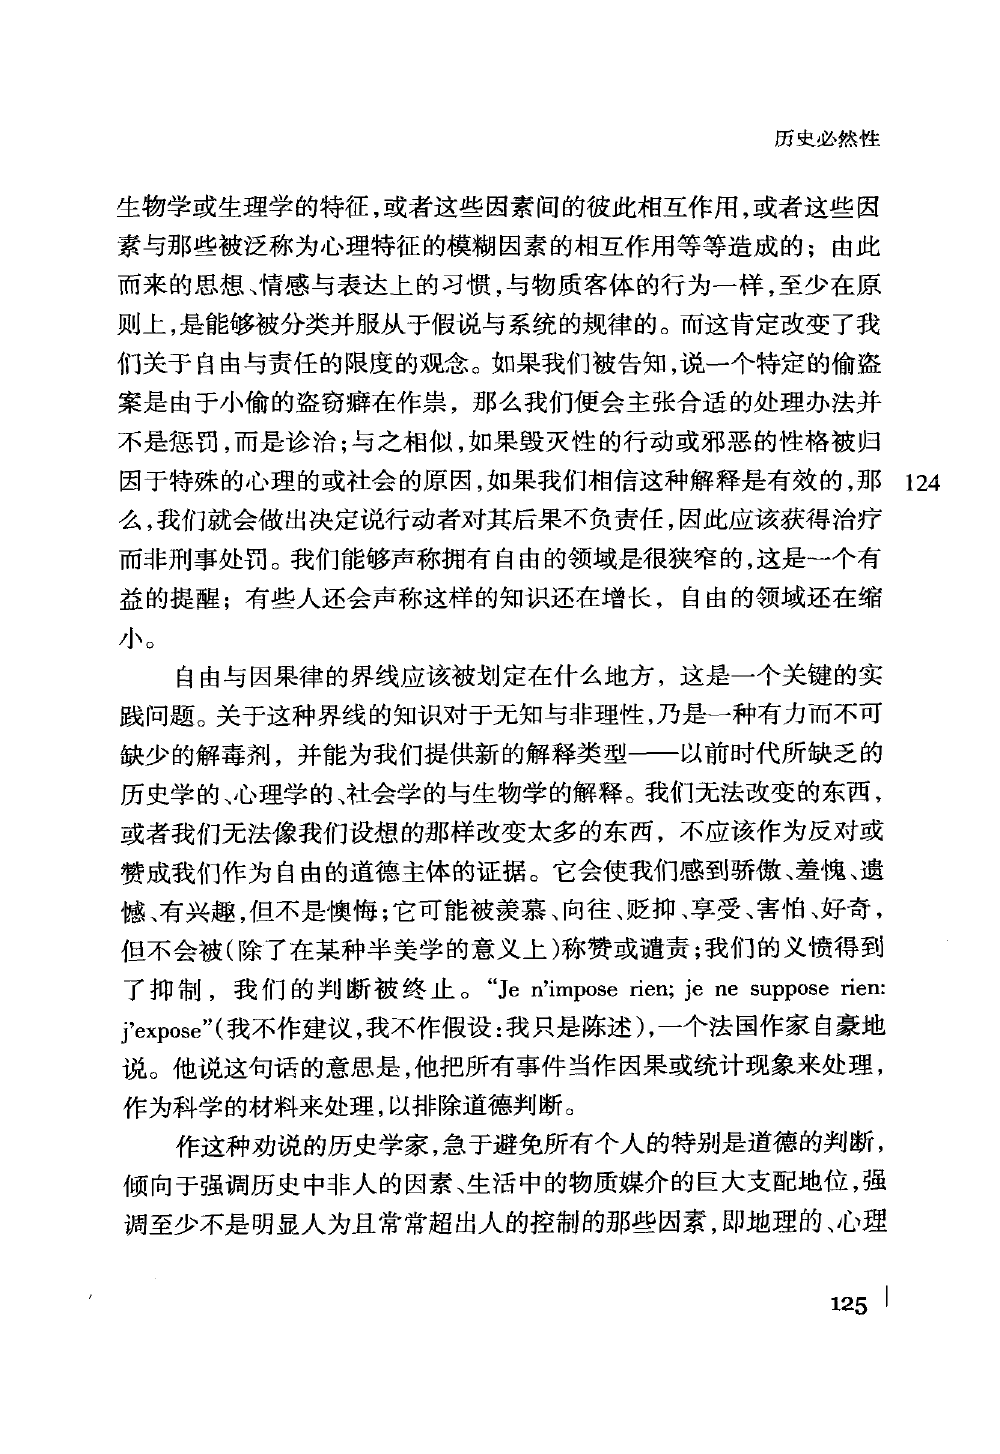 历史必然性
生物学或生理学的特征,或者这些因素间的彼此相互作用,或者这些因
素与那些被泛称为心理特征的模糊因素的相互作用等等造成的；由此
而来的思想、情感与表达上的习惯,与物质客体的行为一样,至少在原
则上,是能够被分类并服从于假说与系统的规律的。而这肯定改变了我
们关于自由与责任的限度的观念。如果我们被告知,说一个特定的偷盗
案是由于小偷的盗窃癖在作祟，那么我们便会主张合适的处理办法并
不是惩罚,而是诊治;与之相似,如果毁灭性的行动或邪恶的性格被归
因于特殊的心理的或社会的原因,如果我们相信这种解释是有效的,那 124
么,我们就会做出决定说行动者对其后果不负责任,因此应该获得治疗
而非刑事处罚。我们能够声称拥有自由的领域是很狭窄的,这是一个有
益的提醒；有些人还会声称这样的知识还在增长，自由的领域还在缩
小。
自由与因果律的界线应该被划定在什么地方，这是一个关键的实
践问题。关于这种界线的知识对于无知与非理性,乃是一种有力而不可
缺少的解毒剂，并能为我们提供新的解释类型——以前时代所缺乏的
历史学的、心理学的、社会学的与生物学的解释。我们无法改变的东西，
或者我们无法像我们设想的那样改变太多的东西，不应该作为反对或
赞成我们作为自由的道德主体的证据。它会使我们感到骄傲、羞愧、遗
憾、有兴趣,但不是懊悔;它可能被羡慕、向往、贬抑、享受、害怕、好奇，
但不会被(除了在某种半美学的意义上)称赞或谴责;我们的义愤得到
了抑制，我们的判断被终止。“Je n’impose rien; je ne suppose rien:
j’expose”(我不作建议,我不作假设:我只是陈述),一个法国作家自豪地
说。他说这句话的意思是,他把所有事件当作因果或统计现象来处理，
作为科学的材料来处理,以排除道德判断。
作这种劝说的历史学家,急于避免所有个人的特别是道德的判断，
倾向于强调历史中非人的因素、生活中的物质媒介的巨大支配地位,强
调至少不是明显人为且常常超出人的控制的那些因素,即地理的、心理
125